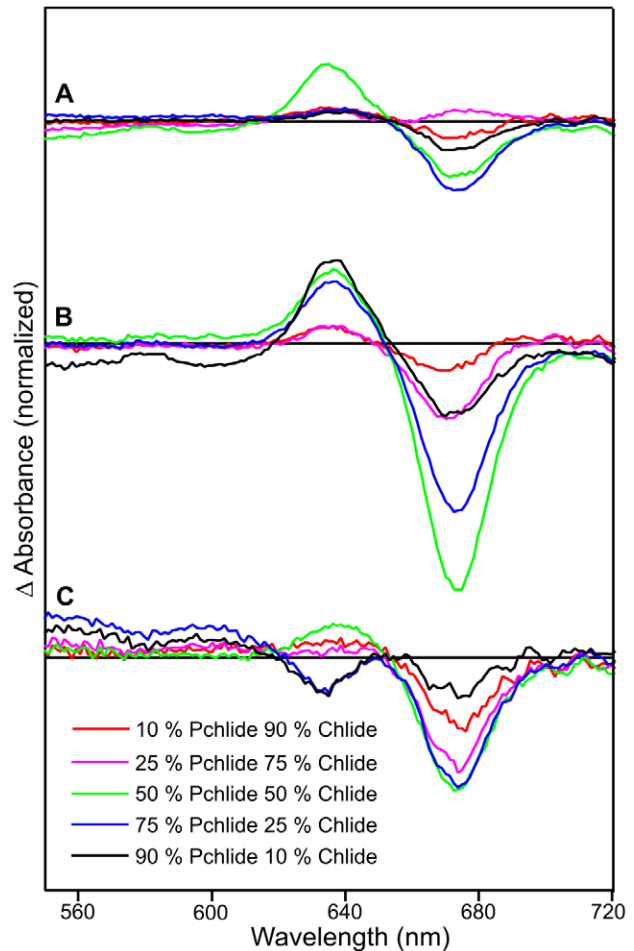 A
B
Δ Absorbance (normalized)
C
10 % Pchlide 90 % Chlide
25 % Pchlide 75 % Chlide
50 % Pchlide 50 % Chlide
75 % Pchlide 25 % Chlide
90 % Pchlide 10 % Chlide
560 600 640 680 720
Wavelength (nm)